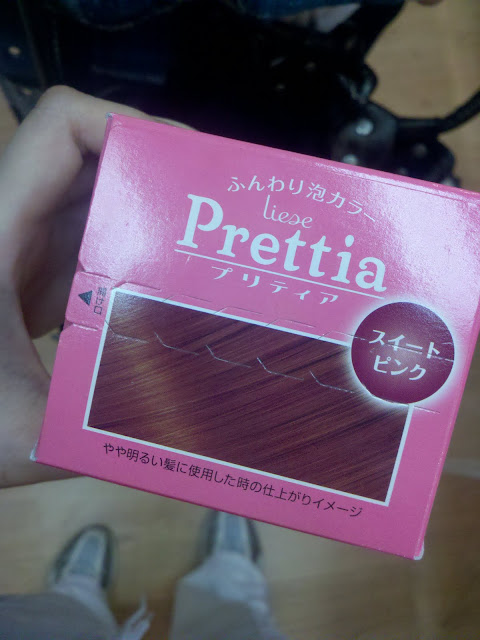 ふんわり泡カラー
liese
Prettia
プリティア
スイート
ピンク
やや明るい髪に使用した時の仕上がりイメージ